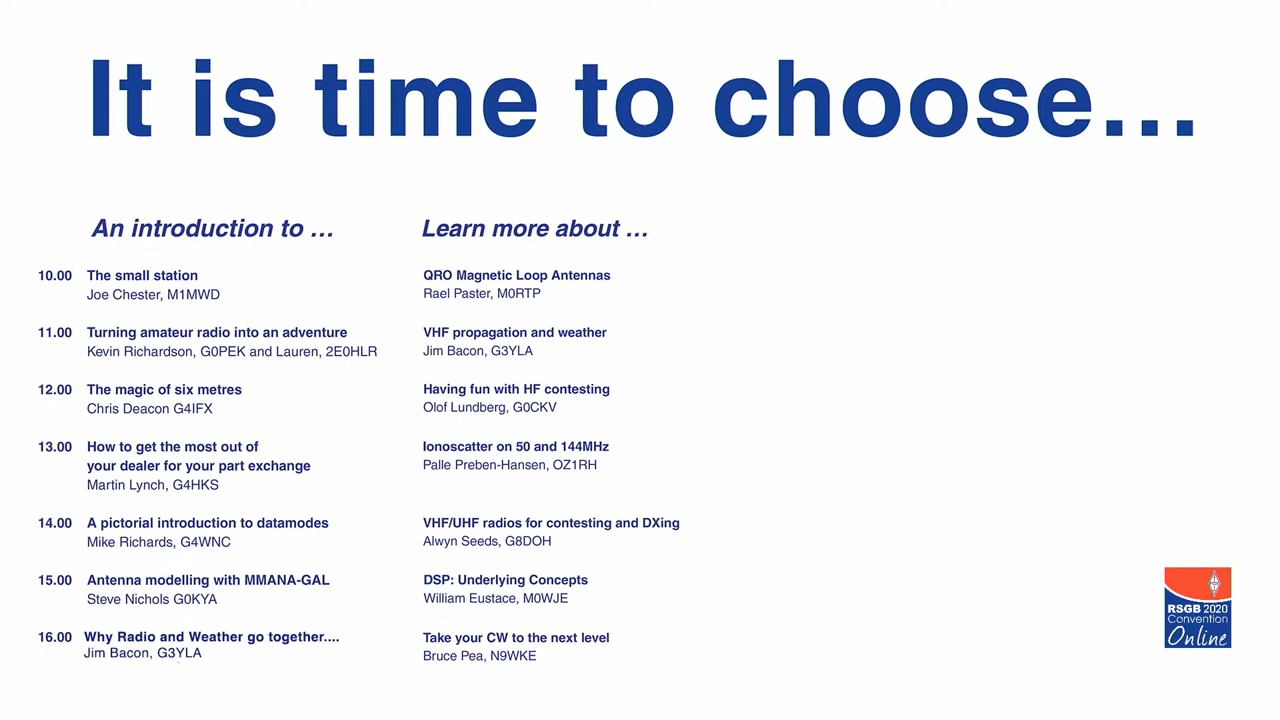 It is time to choose...
An introduction to ...
10.00 The small station
Joe Chester, M1MWD
11.00 Turning amateur radio into an adventure
Kevin Richardson, G0PEK and Lauren, 2E0HLR
12.00 The magic of six metres
Chris Deacon G4IFX
13.00 How to get the most out of
your dealer for your part exchange
Martin Lynch, G4HKS
14.00 A pictorial introduction to datamodes
Mike Richards, G4WNC
15.00 Antenna modelling with MMANA-GAL
Steve Nichols G0KYA
16.00 Why Radio and Weather go together....
Jim Bacon, G3YLA
Learn more about ...
QRO Magnetic Loop Antennas
Rael Paster, M0RTP
VHF propagation and weather
Jim Bacon, G3YLA
Having fun with HF contesting
Olof Lundberg, G0CKV
Ionoscatter on 50 and 144MHz
Palle Preben-Hansen, OZ1RH
VHF/UHF radios for contesting and DXing
Alwyn Seeds, G8DOH
DSP: Underlying Concepts
William Eustace, M0WJE
Take your CW to the next level
Bruce Pea, N9WKE
RSGB 2020
Convention
Online